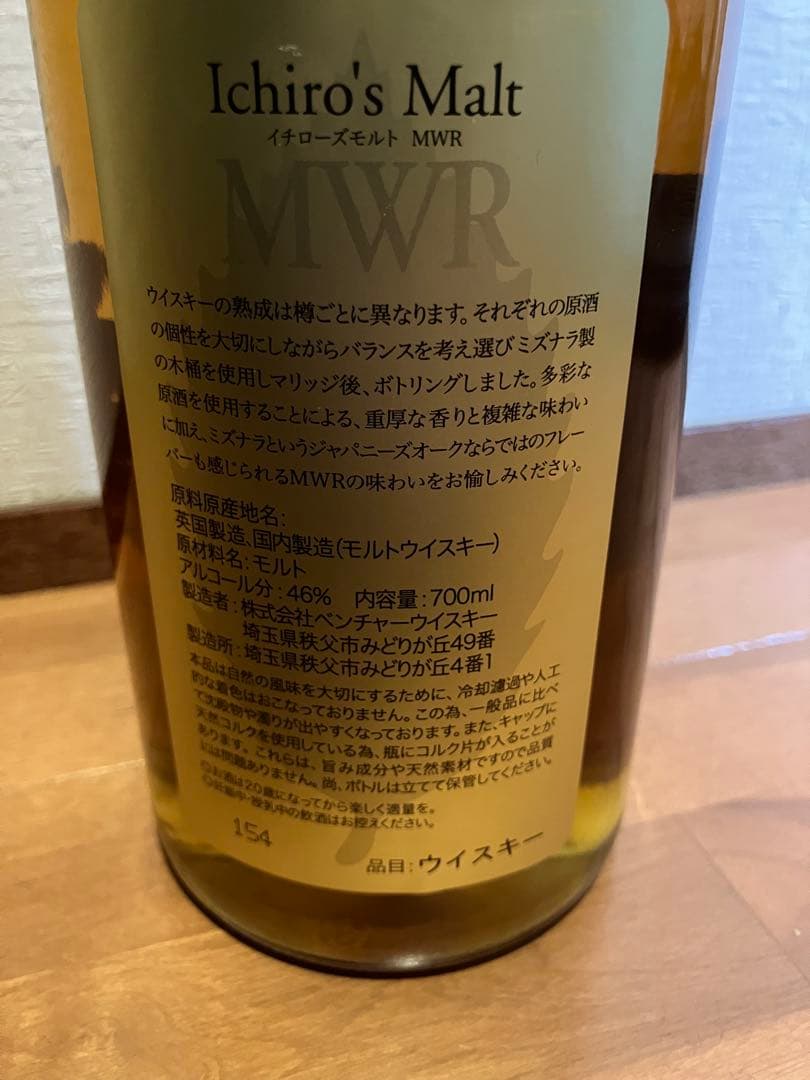 Ichiro's Malt
イチローズモルト MWR
MWR
ウイスキーの熟成は樽ごとに異なります。それぞれの原酒
の個性を大切にしながらバランスを考え選びミズナラ製
の木桶を使用しマリッジ後、ボトリングしました。多彩な
原酒を使用することによる、重厚な香りと複雑な味わい
に加え、ミズナラというジャパニーズオークならではのフレー
バーも感じられるMWRの味わいをお愉しみください。
原料原産地名:
英国製造、国内製造(モルトウイスキー)
原材料名:モルト
アルコール分:46% 内容量:700ml
製造者:株式会社ベンチャーウイスキー
埼玉県秩父市みどりが丘49番
製造所:埼玉県秩父市みどりが丘4番1
本品は自然の風味を大切にするために、冷却濾過や人工
的な着色はおこなっておりません。この為、一般品に比べ
て沈殿物や濁りが出やすくなっております。また、キャップに
天然コルクを使用している為、瓶にコルク片が入ることが
あります。これらは、旨み成分や天然素材ですので品質
には問題ありません。尚、ボトルは立てて保管してください。
◎お酒は20歳になってから楽しく適量を。
◎妊娠中・授乳中の飲酒はお控えください。
154
品目:ウイスキー